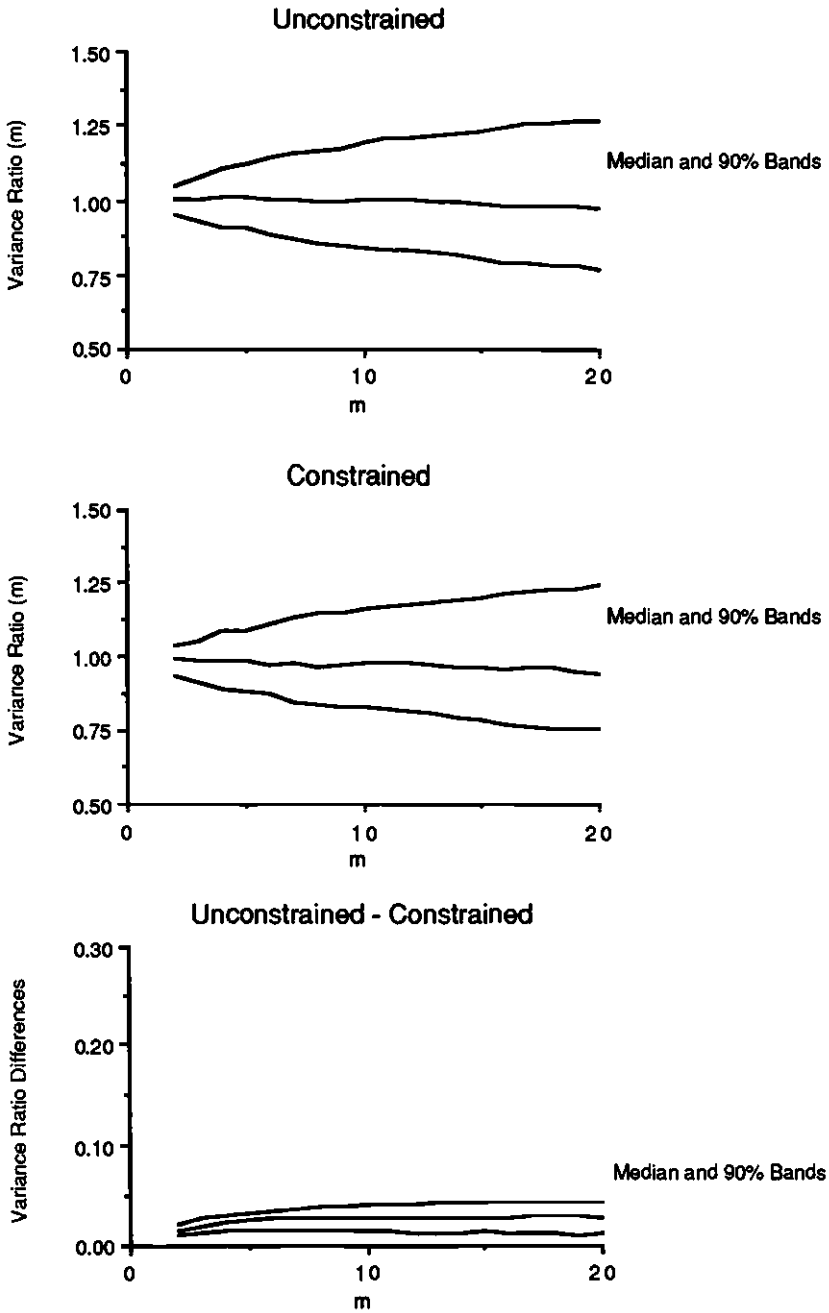 Unconstrained
Variance Ratio (m)
1.50
1.25
1.00
0.75
0.50
0
10
20
m
Median and 90% Bands
Constrained
Variance Ratio (m)
1.50
1.25
1.00
0.75
0.50
0
10
20
m
Median and 90% Bands
Unconstrained - Constrained
Variance Ratio Differences
0.30
0.20
0.10
0.00
0
10
20
m
Median and 90% Bands